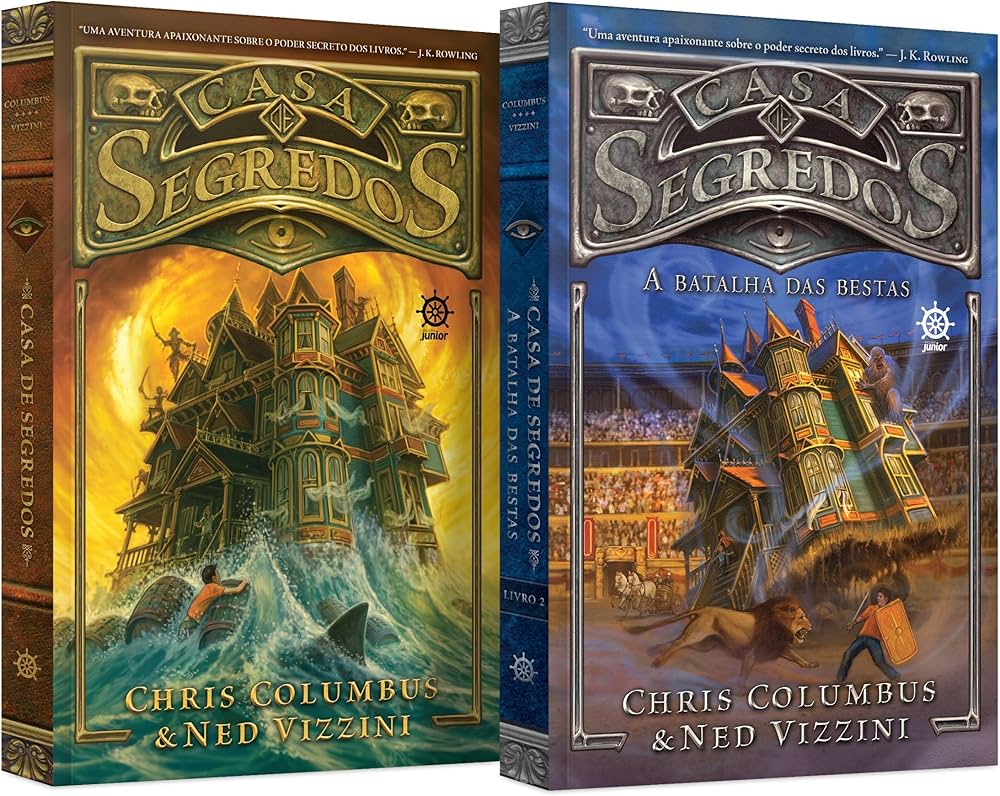 COLUMBUS
VIZZINI
CASA DE SEGREDOS
"UMA AVENTURA APAIXONANTE SOBRE O PODER SECRETO DOS LIVROS." — J. K. ROWLING
CASA
DE
SEGREDOS
junior
CHRIS COLUMBUS
& NED VIZZINI
COLUMBUS
VIZZINI
CASA DE SEGREDOS
A BATALHA DAS BESTAS
LIVRO 2
"Uma aventura apaixonante sobre o poder secreto dos livros." — J. K. ROWLING
CASA
DE
SEGREDOS
A BATALHA DAS BESTAS
junior
CHRIS COLUMBUS
& NED VIZZINI